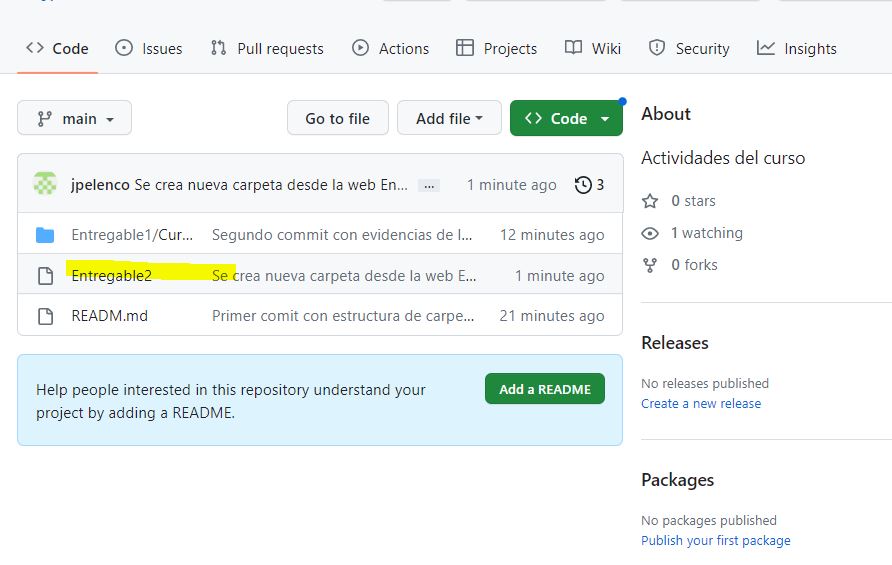 Code Issues Pull requests Actions Projects Wiki Security Insights
main Go to file Add file Code
jpelenco Se crea nueva carpeta desde la web En... ... 1 minute ago 3
Entregable1/Cur... Segundo commit con evidencias de l... 12 minutes ago
Entregable2 Se crea nueva carpeta desde la web E... 1 minute ago
READM.md Primer comit con estructura de carpe... 21 minutes ago
Help people interested in this repository understand your
project by adding a README.
Add a README
About
Actividades del curso
0 stars
1 watching
0 forks
Releases
No releases published
Create a new release
Packages
No packages published
Publish your first package